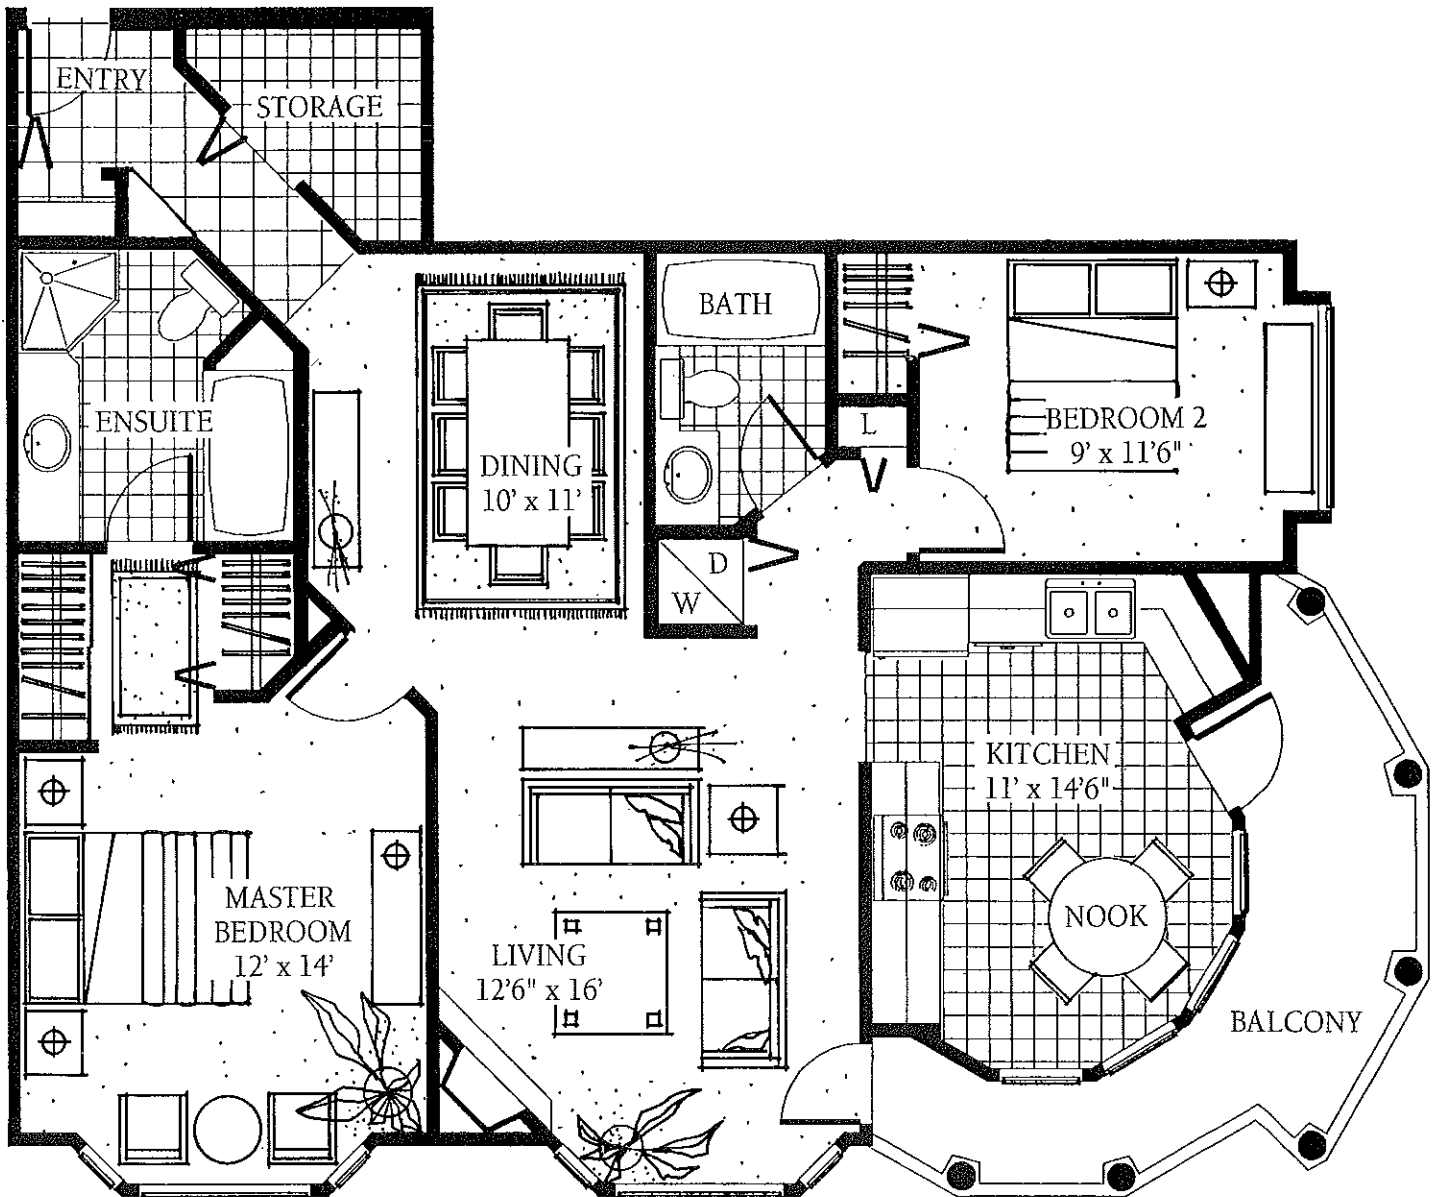 ENTRY
STORAGE
BATH
ENSUITE
L
BEDROOM 2
9' x 11'6"
DINING
10' x 11'
D
W
KITCHEN
11' x 14'6"
MASTER
BEDROOM
12' x 14'
NOOK
LIVING
12'6" x 16'
BALCONY